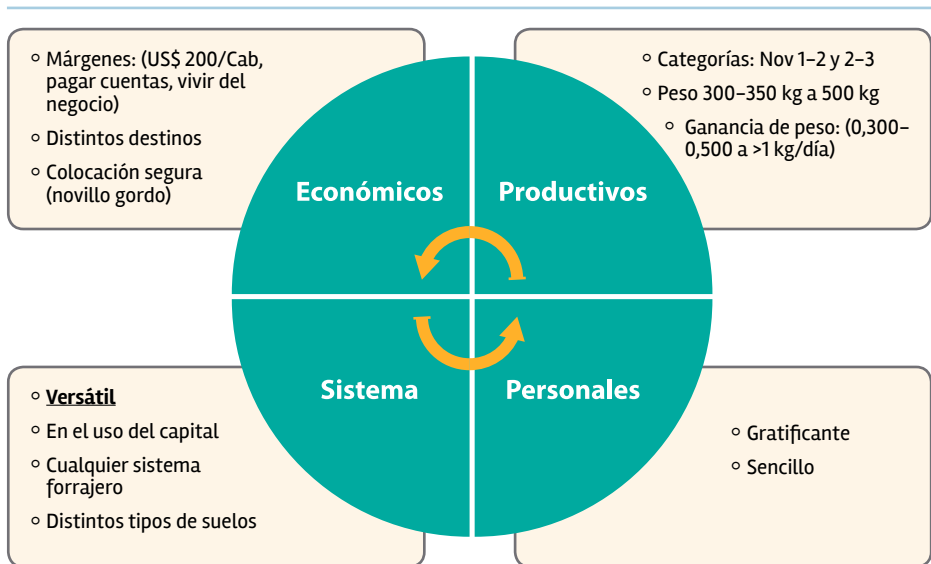 Márgenes: (US$ 200/Cab,
pagar cuentas, vivir del
negocio)
Distintos destinos
Colocación segura
(novillo gordo)
Categorías: Nov 1-2 y 2-3
Peso 300-350 kg a 500 kg
Ganancia de peso: (0,300-
0,500 a >1 kg/día)
Económicos
Productivos
Sistema
Personales
Versátil
En el uso del capital
Cualquier sistema
forrajero
Distintos tipos de suelos
Gratificante
Sencillo